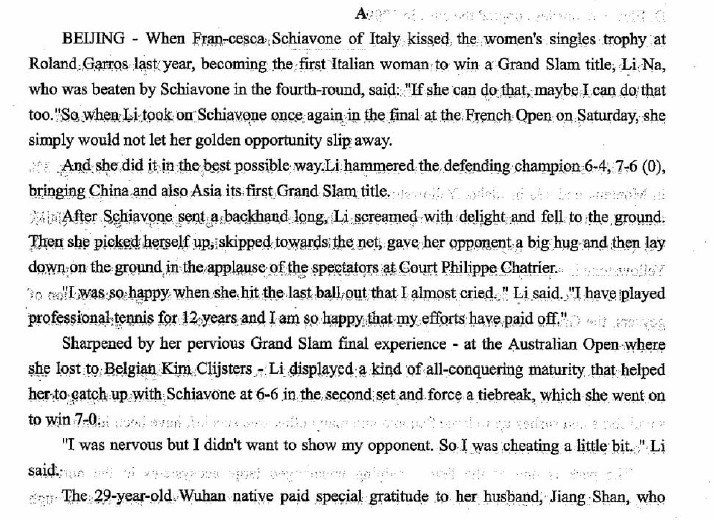 A
BEIJING - When Fran-cesca Schiavone of Italy kissed the women's singles trophy at
Roland Garros last year, becoming the first Italian woman to win a Grand Slam title, Li Na,
who was beaten by Schiavone in the fourth-round, said: "If she can do that, maybe I can do that
too."So when Li took on Schiavone once again in the final at the French Open on Saturday, she
simply would not let her golden opportunity slip away.
And she did it in the best possible way.Li hammered the defending champion 6-4, 7-6 (0),
bringing China and also Asia its first Grand Slam title.
After Schiavone sent a backhand long, Li screamed with delight and fell to the ground.
Then she picked herself up, skipped towards the net, gave her opponent a big hug and then lay
down on the ground in the applause of the spectators at Court Philippe Chatrier.
"I was so happy when she hit the last ball out that I almost cried. " Li said. "I have played
professional tennis for 12 years and I am so happy that my efforts have paid off."
Sharpened by her pervious Grand Slam final experience - at the Australian Open where
she lost to Belgian Kim Clijsters - Li displayed a kind of all-conquering maturity that helped
her to catch up with Schiavone at 6-6 in the second set and force a tiebreak, which she went on
to win 7-0.
"I was nervous but I didn't want to show my opponent. So I was cheating a little bit. " Li
said.
The 29-year-old Wuhan native paid special gratitude to her husband, Jiang Shan, who